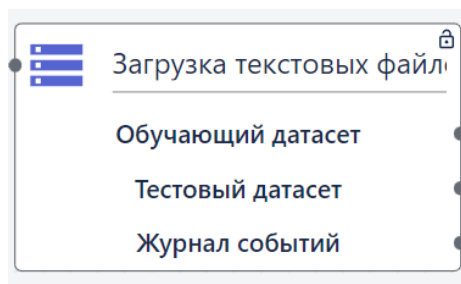 Загрузка текстовых файл
Обучающий датасет
Тестовый датасет
Журнал событий